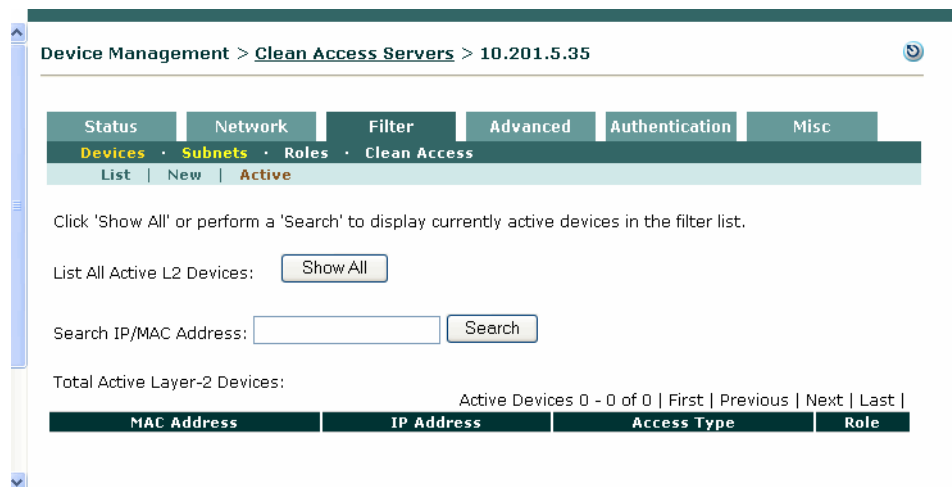 Device Management > Clean Access Servers > 10.201.5.35
Status Network Filter Advanced Authentication Misc
Devices · Subnets · Roles · Clean Access
List | New | Active
Click 'Show All' or perform a 'Search' to display currently active devices in the filter list.
List All Active L2 Devices: Show All
Search IP/MAC Address: Search
Total Active Layer-2 Devices:
Active Devices 0 - 0 of 0 | First | Previous | Next | Last |
MAC Address IP Address Access Type Role